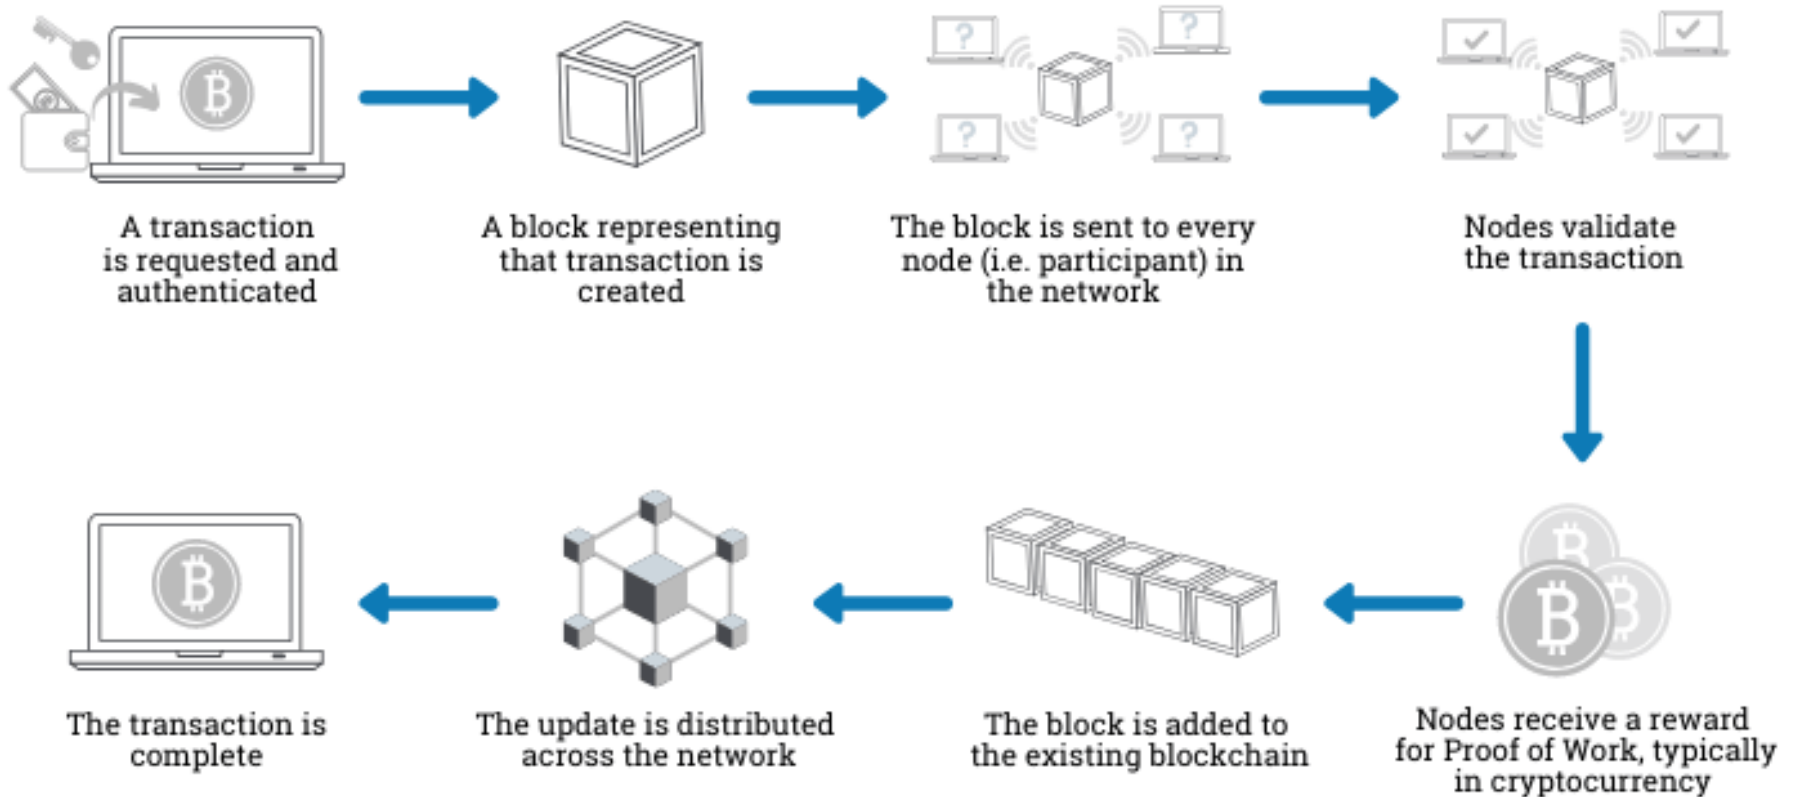 A transaction
is requested and
authenticated
A block representing
that transaction is
created
The block is sent to every
node (i.e. participant) in
the network
Nodes validate
the transaction
Nodes receive a reward
for Proof of Work, typically
in cryptocurrency
The block is added to
the existing blockchain
The update is distributed
across the network
The transaction is
complete